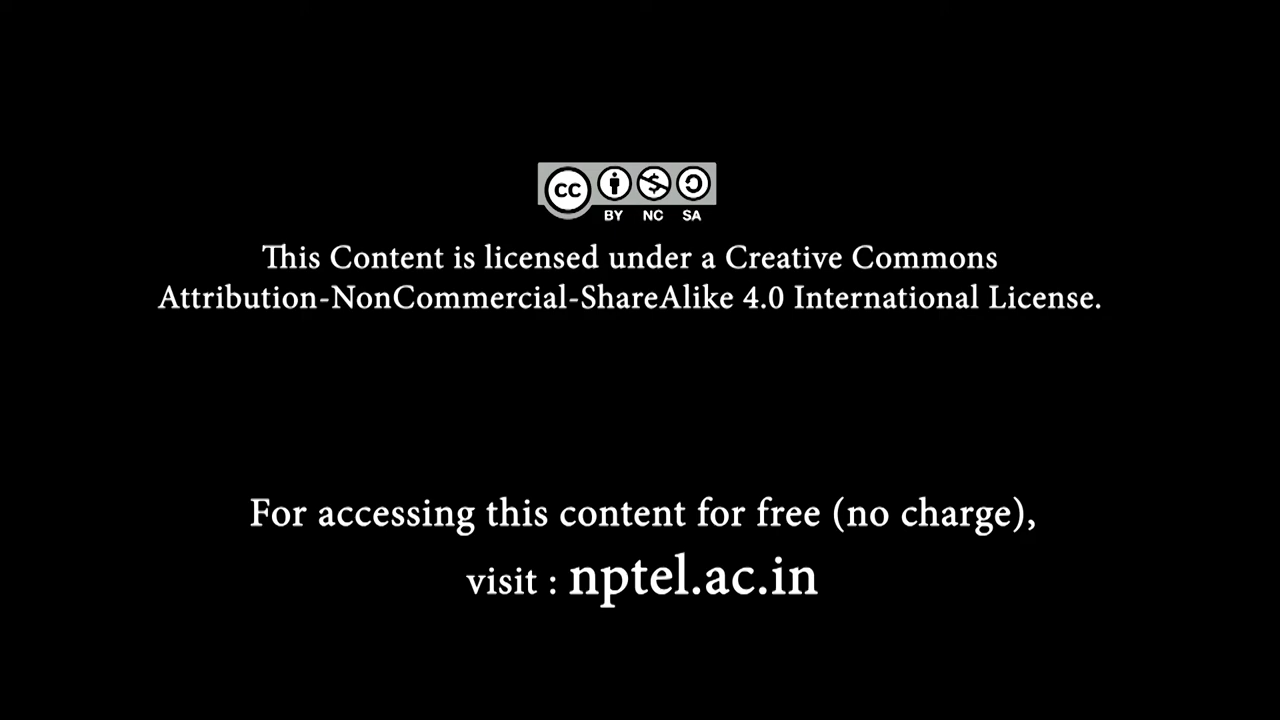 cc
BY NC SA
This Content is licensed under a Creative Commons
Attribution-NonCommercial-ShareAlike 4.0 International License.
For accessing this content for free (no charge),
visit : nptel.ac.in